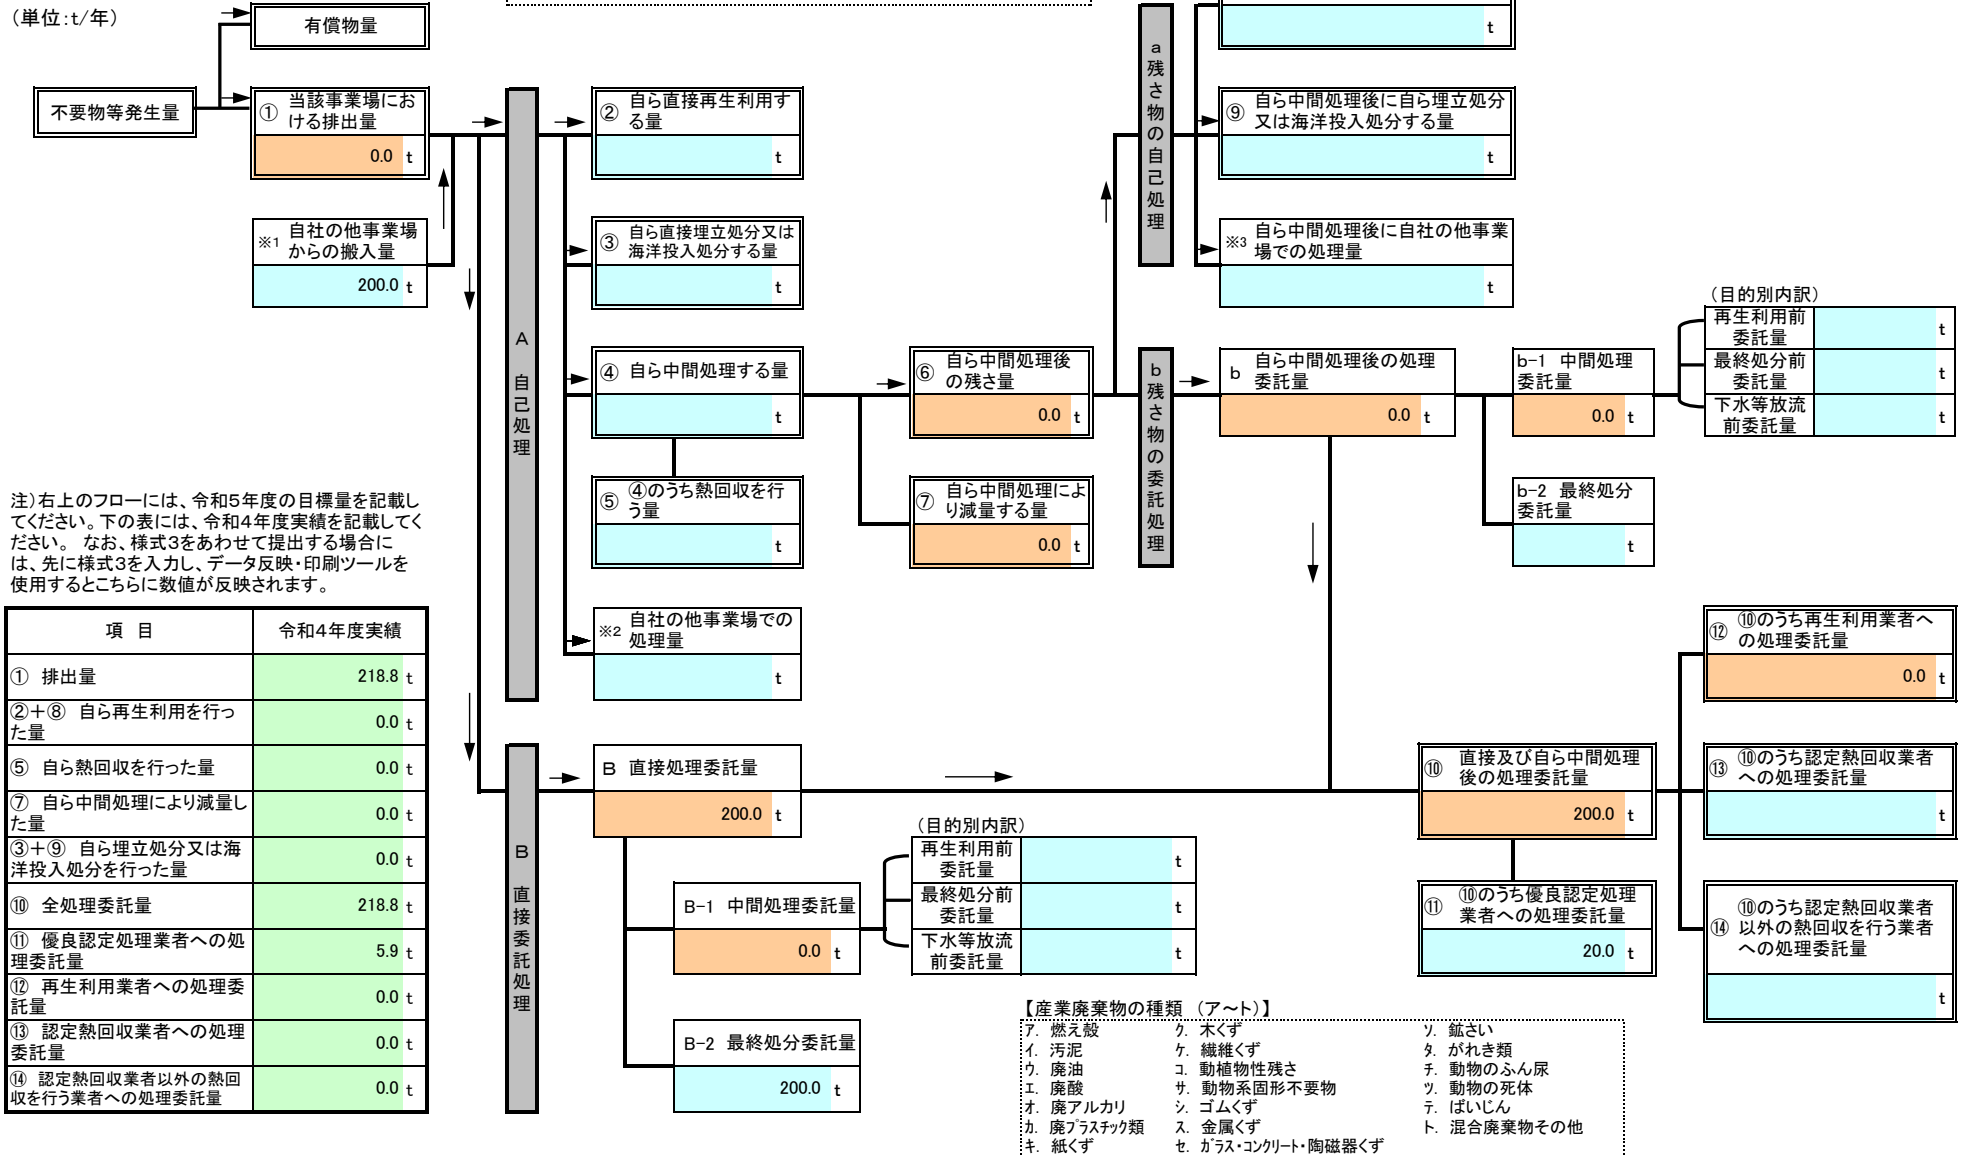 (単位:t/年)
有償物量
t
不要物等発生量
① 当該事業場にお
ける排出量
0.0 t
※1 自社の他事業場
からの搬入量
200.0 t
A 自己処理
② 自ら直接再生利用す
る量
t
③ 自ら直接埋立処分又は
海洋投入処分する量
t
④ 自ら中間処理する量
t
⑤ ④のうち熱回収を行
う量
t
※2 自社の他事業場での
処理量
t
⑥ 自ら中間処理後
の残さ量
0.0 t
⑦ 自ら中間処理によ
り減量する量
0.0 t
a 残さ物の自己処理
⑨ 自ら中間処理後に自ら埋立処分
又は海洋投入処分する量
t
※3 自ら中間処理後に自社の他事業
場での処理量
t
b 残さ物の委託処理
b 自ら中間処理後の処理
委託量
0.0 t
b-1 中間処理
委託量
0.0 t
(目的別内訳)
再生利用前
委託量
t
最終処分前
委託量
t
下水等放流
前委託量
t
b-2 最終処分
委託量
t
注)右上のフローには、令和5年度の目標量を記載し
てください。下の表には、令和4年度実績を記載してく
ださい。 なお、様式3をあわせて提出する場合に
は、先に様式3を入力し、データ反映・印刷ツールを
使用するとこちらに数値が反映されます。
項 目 令和4年度実績
① 排出量 218.8 t
②+⑧ 自ら再生利用を行っ
た量 0.0 t
⑤ 自ら熱回収を行った量 0.0 t
⑦ 自ら中間処理により減量し
た量 0.0 t
③+⑨ 自ら埋立処分又は海
洋投入処分を行った量 0.0 t
⑩ 全処理委託量 218.8 t
⑪ 優良認定処理業者への処
理委託量 5.9 t
⑫ 再生利用業者への処理委
託量 0.0 t
⑬ 認定熱回収業者への処理
委託量 0.0 t
⑭ 認定熱回収業者以外の熱回
収を行う業者への処理委託量 0.0 t
B 直接委託処理
B 直接処理委託量
200.0 t
B-1 中間処理委託量
0.0 t
(目的別内訳)
再生利用前
委託量
t
最終処分前
委託量
t
下水等放流
前委託量
t
B-2 最終処分委託量
200.0 t
⑩ 直接及び自ら中間処理
後の処理委託量
200.0 t
⑪ ⑩のうち優良認定処理
業者への処理委託量
20.0 t
⑫ ⑩のうち再生利用業者へ
の処理委託量
0.0 t
⑬ ⑩のうち認定熱回収業者
への処理委託量
t
⑭ ⑩のうち認定熱回収業者
以外の熱回収を行う業者
への処理委託量
t
【産業廃棄物の種類 (ア~ト)】
ア. 燃え殻 ク. 木くず ソ. 鉱さい
イ. 汚泥 ケ. 繊維くず タ. がれき類
ウ. 廃油 コ. 動植物性残さ チ. 動物のふん尿
エ. 廃酸 サ. 動物系固形不要物 ツ. 動物の死体
オ. 廃アルカリ シ. ゴムくず テ. ばいじん
カ. 廃プラスチック類 ス. 金属くず ト. 混合廃棄物その他
キ. 紙くず セ. ガラス・コンクリート・陶磁器くず